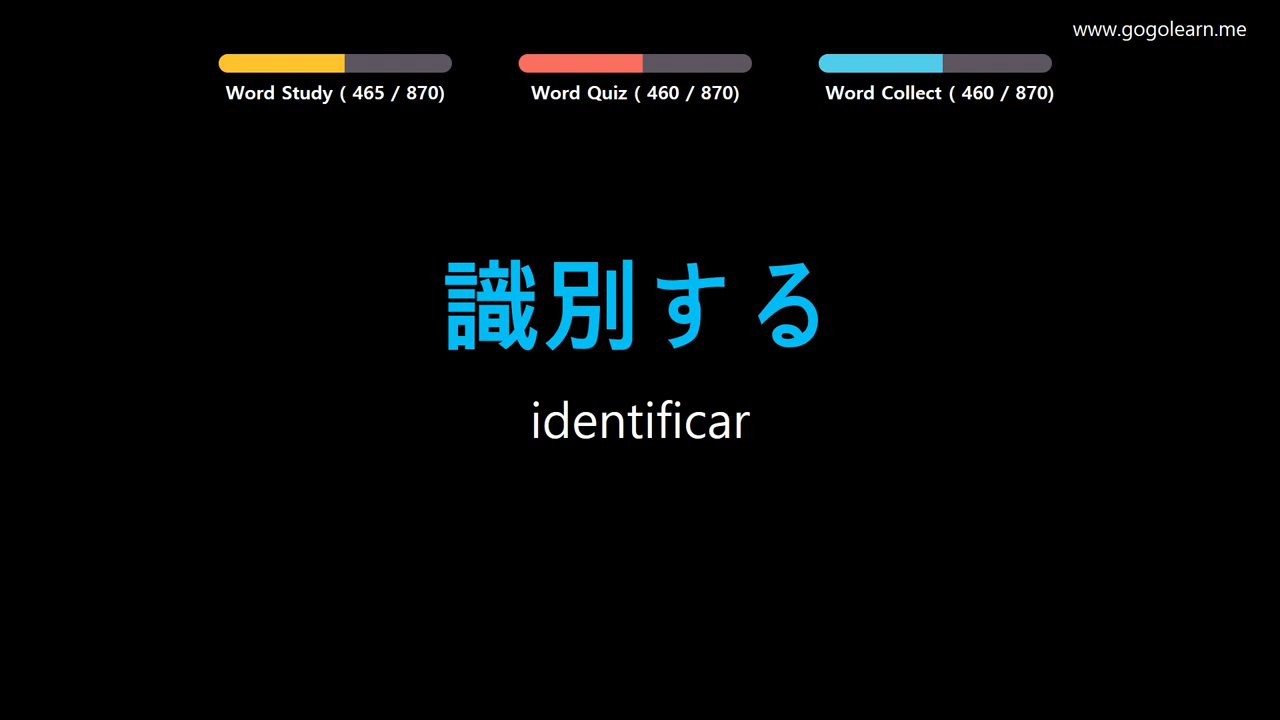 www.gogolearn.me
Word Study ( 465 / 870)
Word Quiz ( 460 / 870)
Word Collect ( 460 / 870)
識別する
identificar